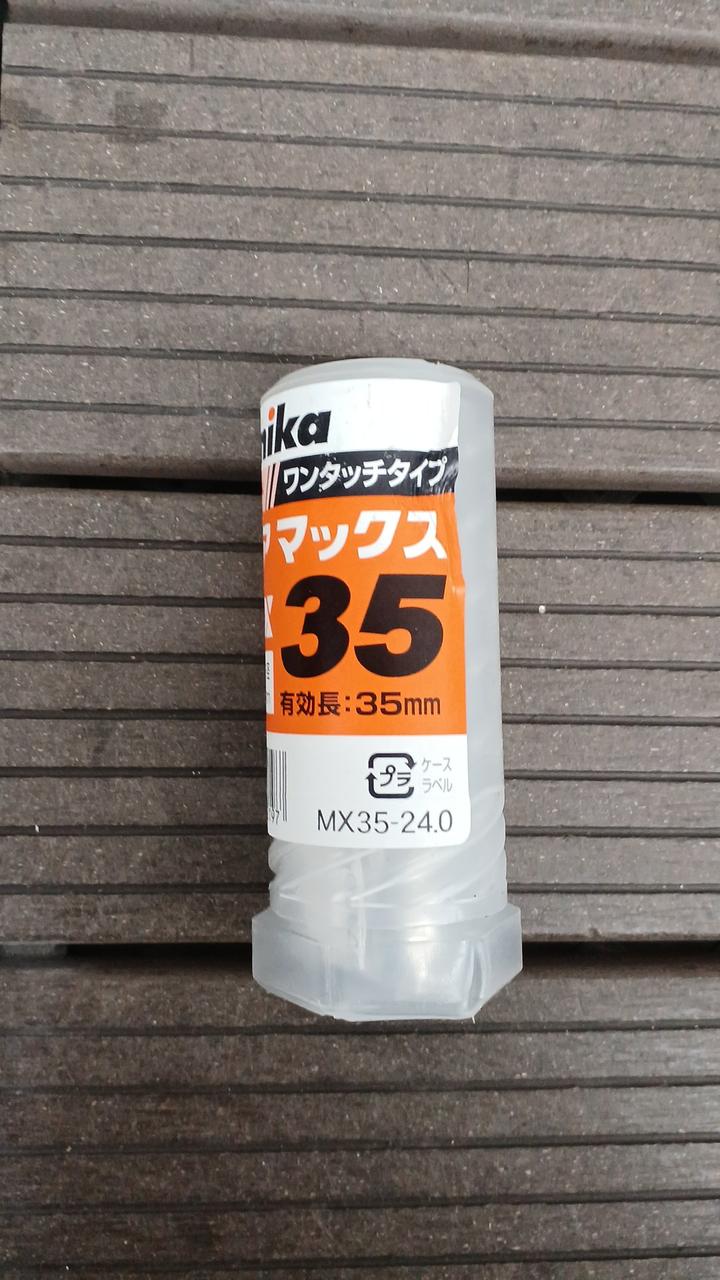 nika
ワンタッチタイプ
マックス
35
有効長:35mm
プラ
ケース
ラベル
97
MX35-24.0